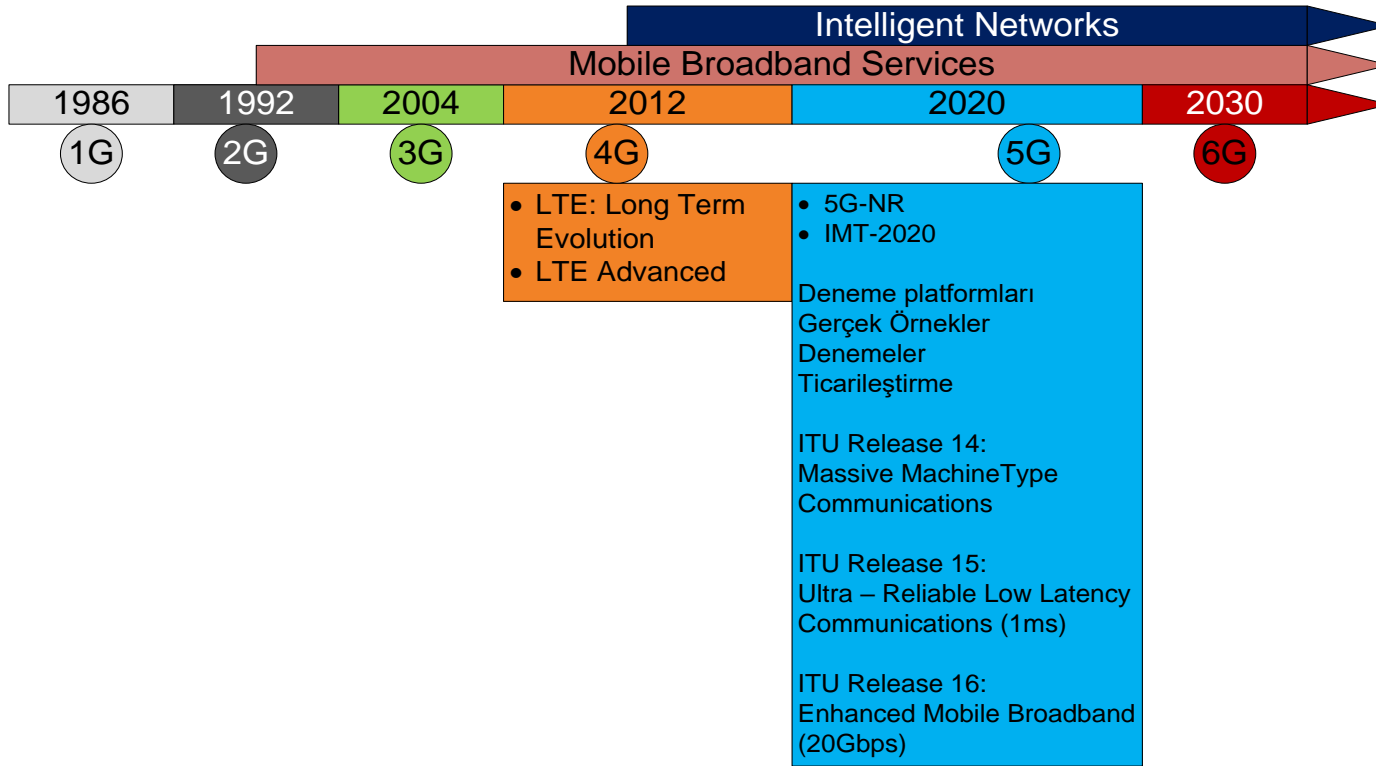 Intelligent Networks
Mobile Broadband Services
1986 1992 2004 2012 2020 2030
1G 2G 3G 4G 5G 6G
• LTE: Long Term
Evolution
• LTE Advanced
• 5G-NR
• IMT-2020
Deneme platformları
Gerçek Örnekler
Denemeler
Ticarileştirme
ITU Release 14:
Massive MachineType
Communications
ITU Release 15:
Ultra – Reliable Low Latency
Communications (1ms)
ITU Release 16:
Enhanced Mobile Broadband
(20Gbps)